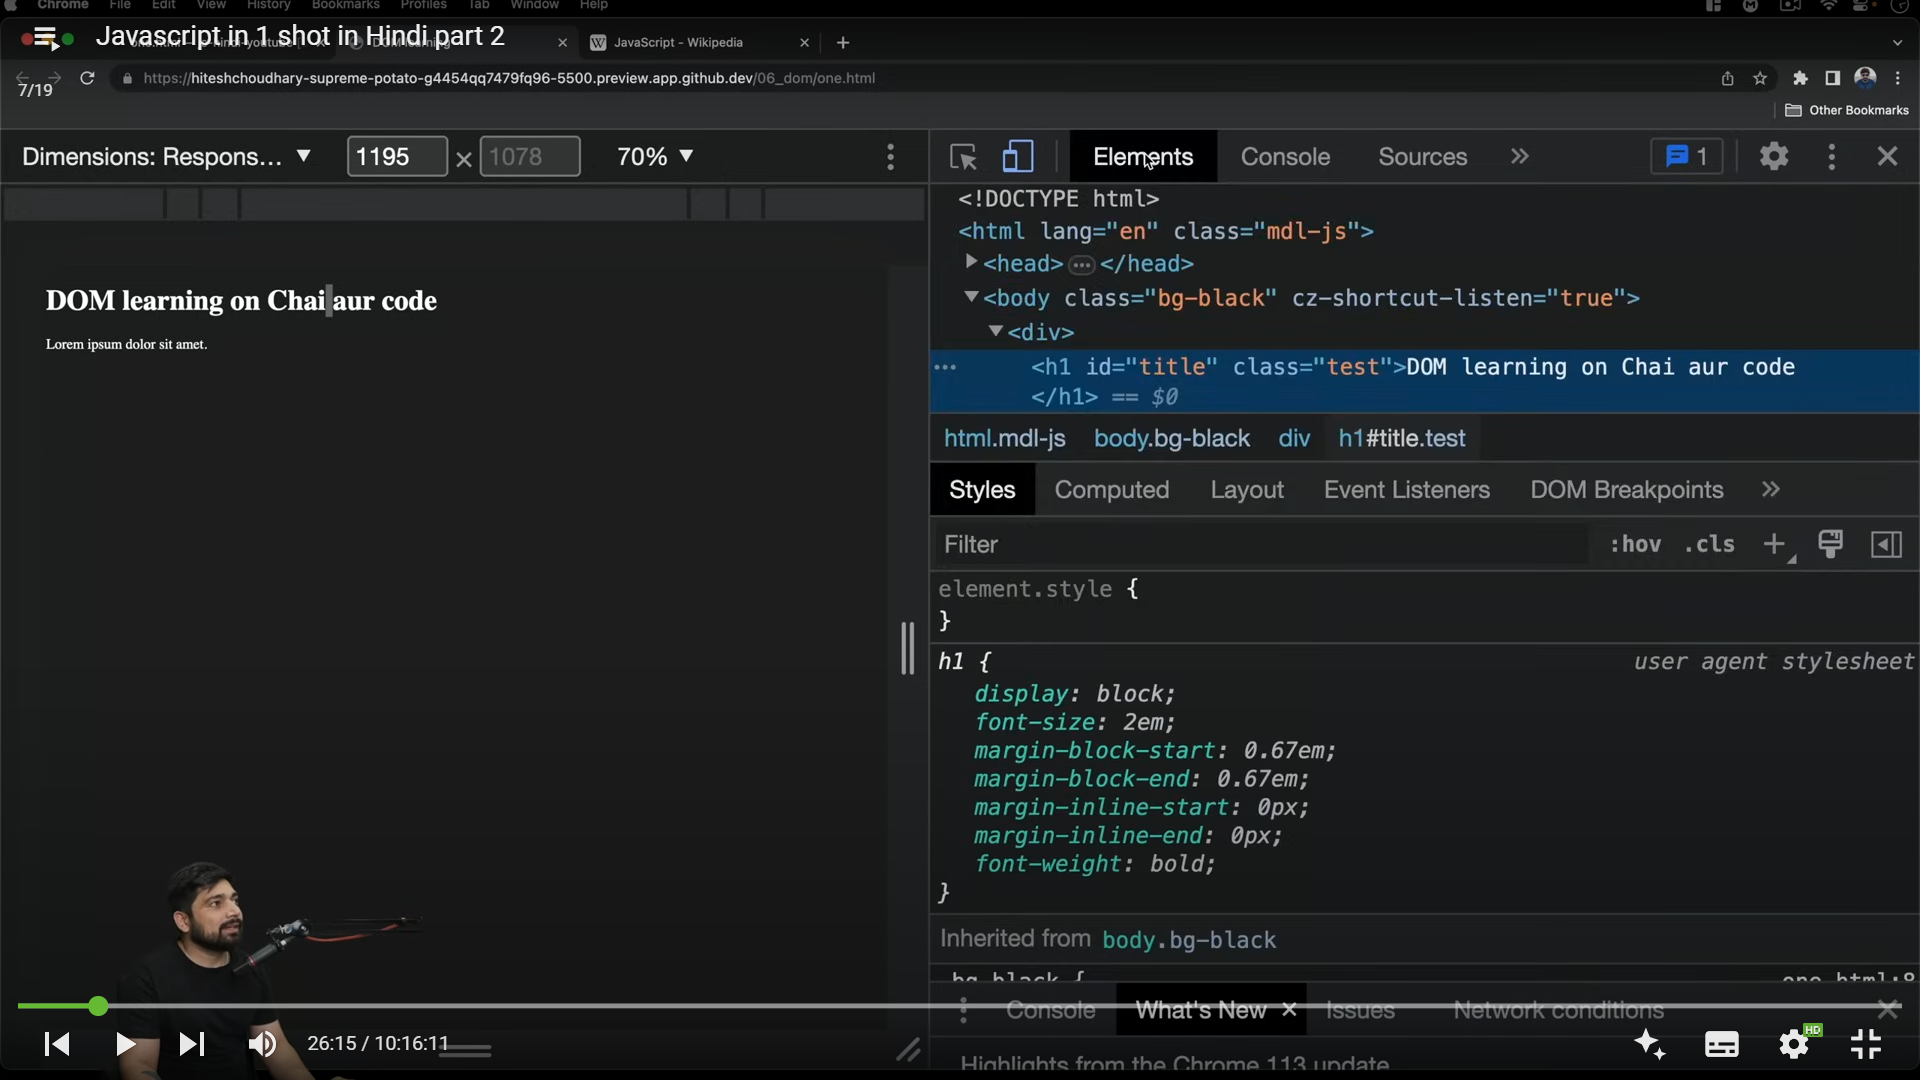 Chrome File Edit View History Bookmarks Profiles Tab Window Help
Javascript in 1 shot in Hindi part 2
JavaScript - Wikipedia
https://hiteshchoudhary-supreme-potato-g4454qq7479fq96-5500.preview.app.github.dev/06_dom/one.html
7/19
Other Bookmarks
Dimensions: Respons... ▼ 1195 × 1078 70% ▼
Elements Console Sources » 1
DOM learning on Chai aur code
Lorem ipsum dolor sit amet.
<!DOCTYPE html>
<html lang="en" class="mdl-js">
<head> … </head>
<body class="bg-black" cz-shortcut-listen="true">
<div>
<h1 id="title" class="test">DOM learning on Chai aur code
</h1> == $0
html.mdl-js body.bg-black div h1#title.test
Styles Computed Layout Event Listeners DOM Breakpoints »
Filter :hov .cls +
element.style {
}
h1 { user agent stylesheet
display: block;
font-size: 2em;
margin-block-start: 0.67em;
margin-block-end: 0.67em;
margin-inline-start: 0px;
margin-inline-end: 0px;
font-weight: bold;
}
Inherited from body.bg-black
.bg-black { one.html:8
Console What's New × Issues Network conditions
Highlights from the Chrome 113 update
26:15 / 10:16:11
HD